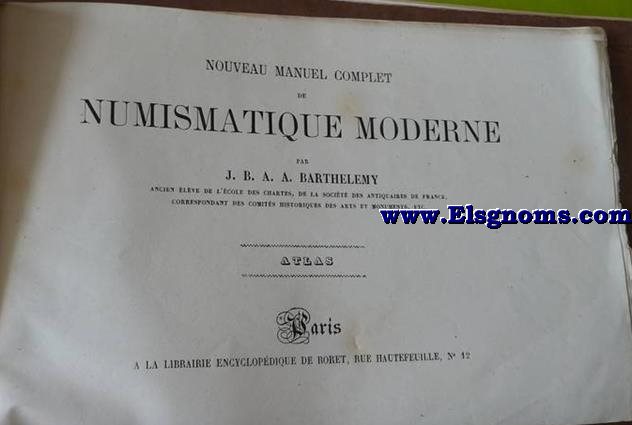 NOUVEAU MANUEL COMPLET
DE
NUMISMATIQUE MODERNE
PAR
J. B. A. A. BARTHELEMY
ANCIEN ÉLÈVE DE L'ÉCOLE DES CHARTES, DE LA SOCIÉTÉ DES ANTIQUAIRES DE FRANCE,
CORRESPONDANT DES COMITÉS HISTORIQUES DES ARTS ET MONUMENTS, ETC
www.Elsgnoms.com
ATLAS
Paris
A LA LIBRAIRIE ENCYCLOPÉDIQUE DE RORET, RUE HAUTEFEUILLE, N° 12